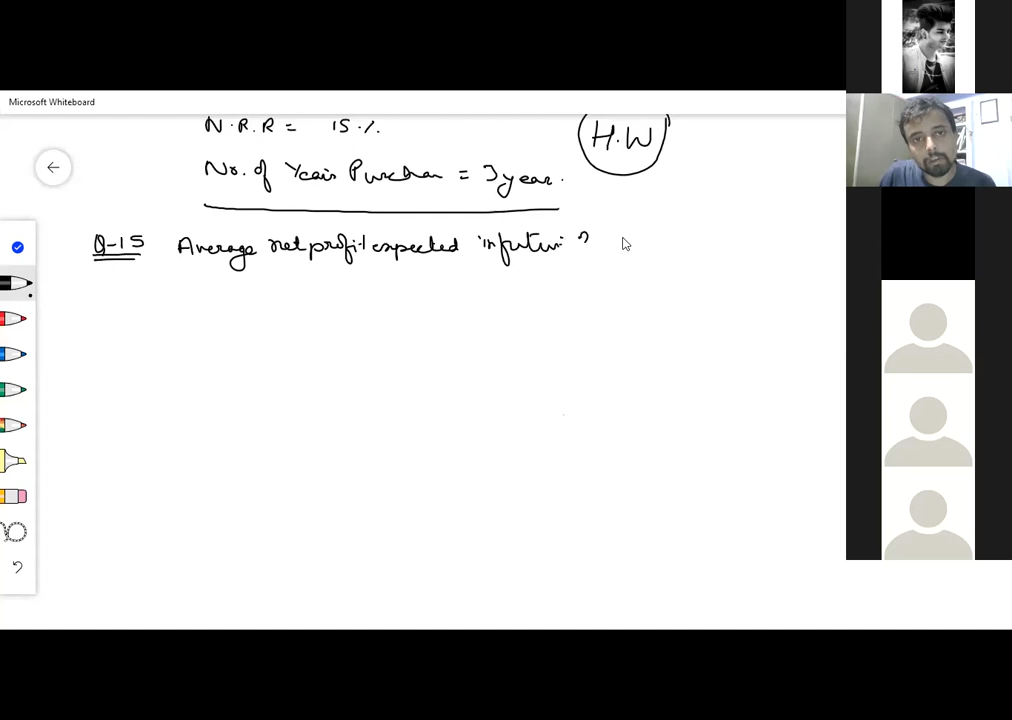 Microsoft Whiteboard
N.R.R = 15.%
H.W
No. of Years Purchase = 3 year.
Q-15 Average net profit expected in future